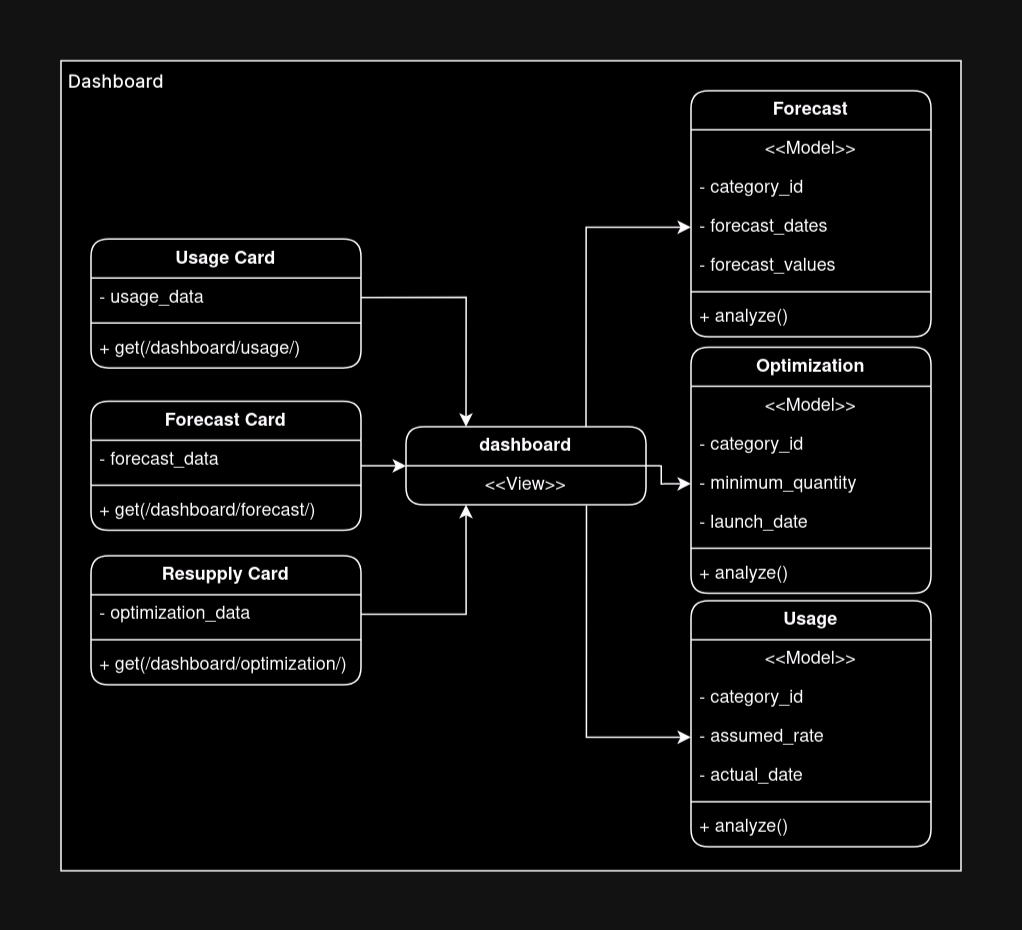 Dashboard
Usage Card
- usage_data
+ get(/dashboard/usage/)
Forecast Card
- forecast_data
+ get(/dashboard/forecast/)
Resupply Card
- optimization_data
+ get(/dashboard/optimization/)
dashboard
<<View>>
Forecast
<<Model>>
- category_id
- forecast_dates
- forecast_values
+ analyze()
Optimization
<<Model>>
- category_id
- minimum_quantity
- launch_date
+ analyze()
Usage
<<Model>>
- category_id
- assumed_rate
- actual_date
+ analyze()